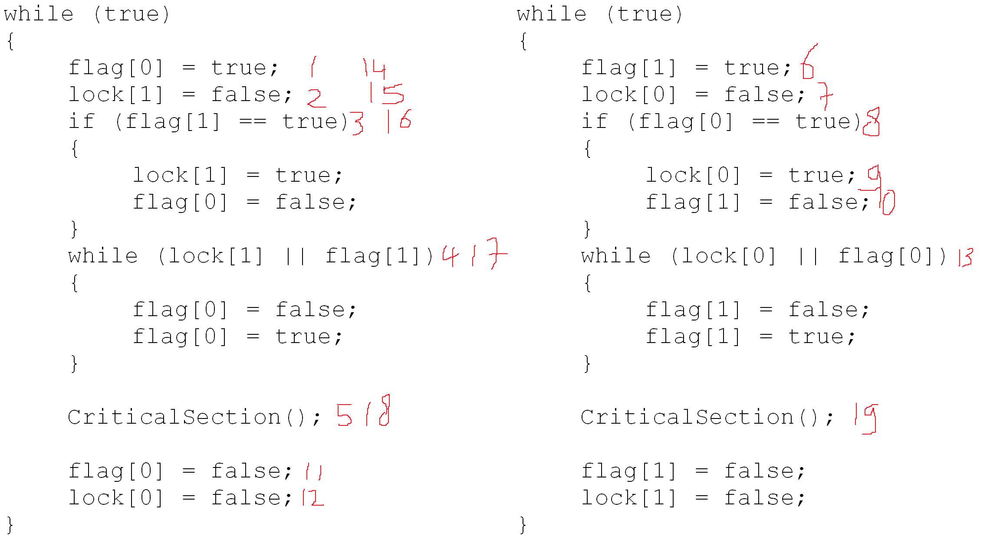 while (true)
{
flag[0] = true; 1 14
lock[1] = false; 2 15
if (flag[1] == true) 3 16
{
lock[1] = true;
flag[0] = false;
}
while (lock[1] || flag[1]) 4 17
{
flag[0] = false;
flag[0] = true;
}
CriticalSection(); 5 18
flag[0] = false; 11
lock[0] = false; 12
}
while (true)
{
flag[1] = true; 6
lock[0] = false; 7
if (flag[0] == true) 8
{
lock[0] = true; 9
flag[1] = false; 10
}
while (lock[0] || flag[0]) 13
{
flag[1] = false;
flag[1] = true;
}
CriticalSection(); 19
flag[1] = false;
lock[1] = false;
}